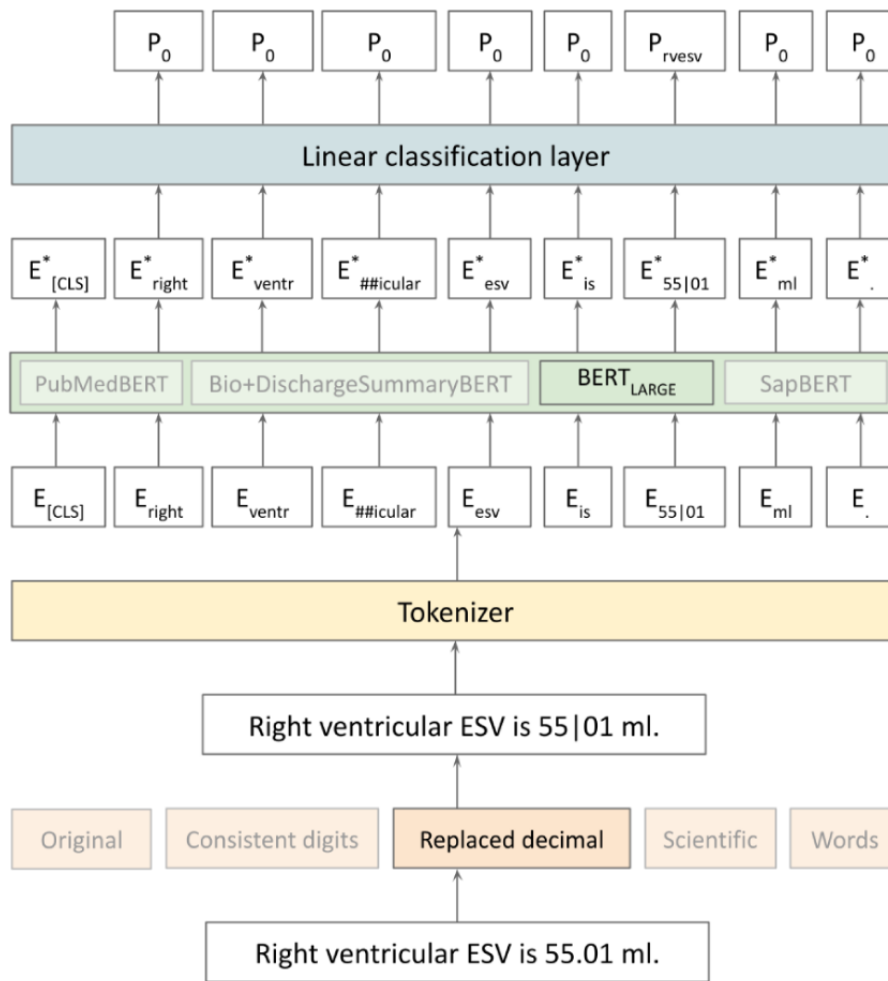 P0 P0 P0 P0 P0 Prvesv P0 P0
Linear classification layer
E*[CLS] E*right E*ventr E*##icular E*esv E*is E*55|01 E*ml E*.
PubMedBERT Bio+DischargeSummaryBERT BERTLARGE SapBERT
E[CLS] Eright Eventr E##icular Eesv Eis E55|01 Eml E.
Tokenizer
Right ventricular ESV is 55|01 ml.
Original Consistent digits Replaced decimal Scientific Words
Right ventricular ESV is 55.01 ml.